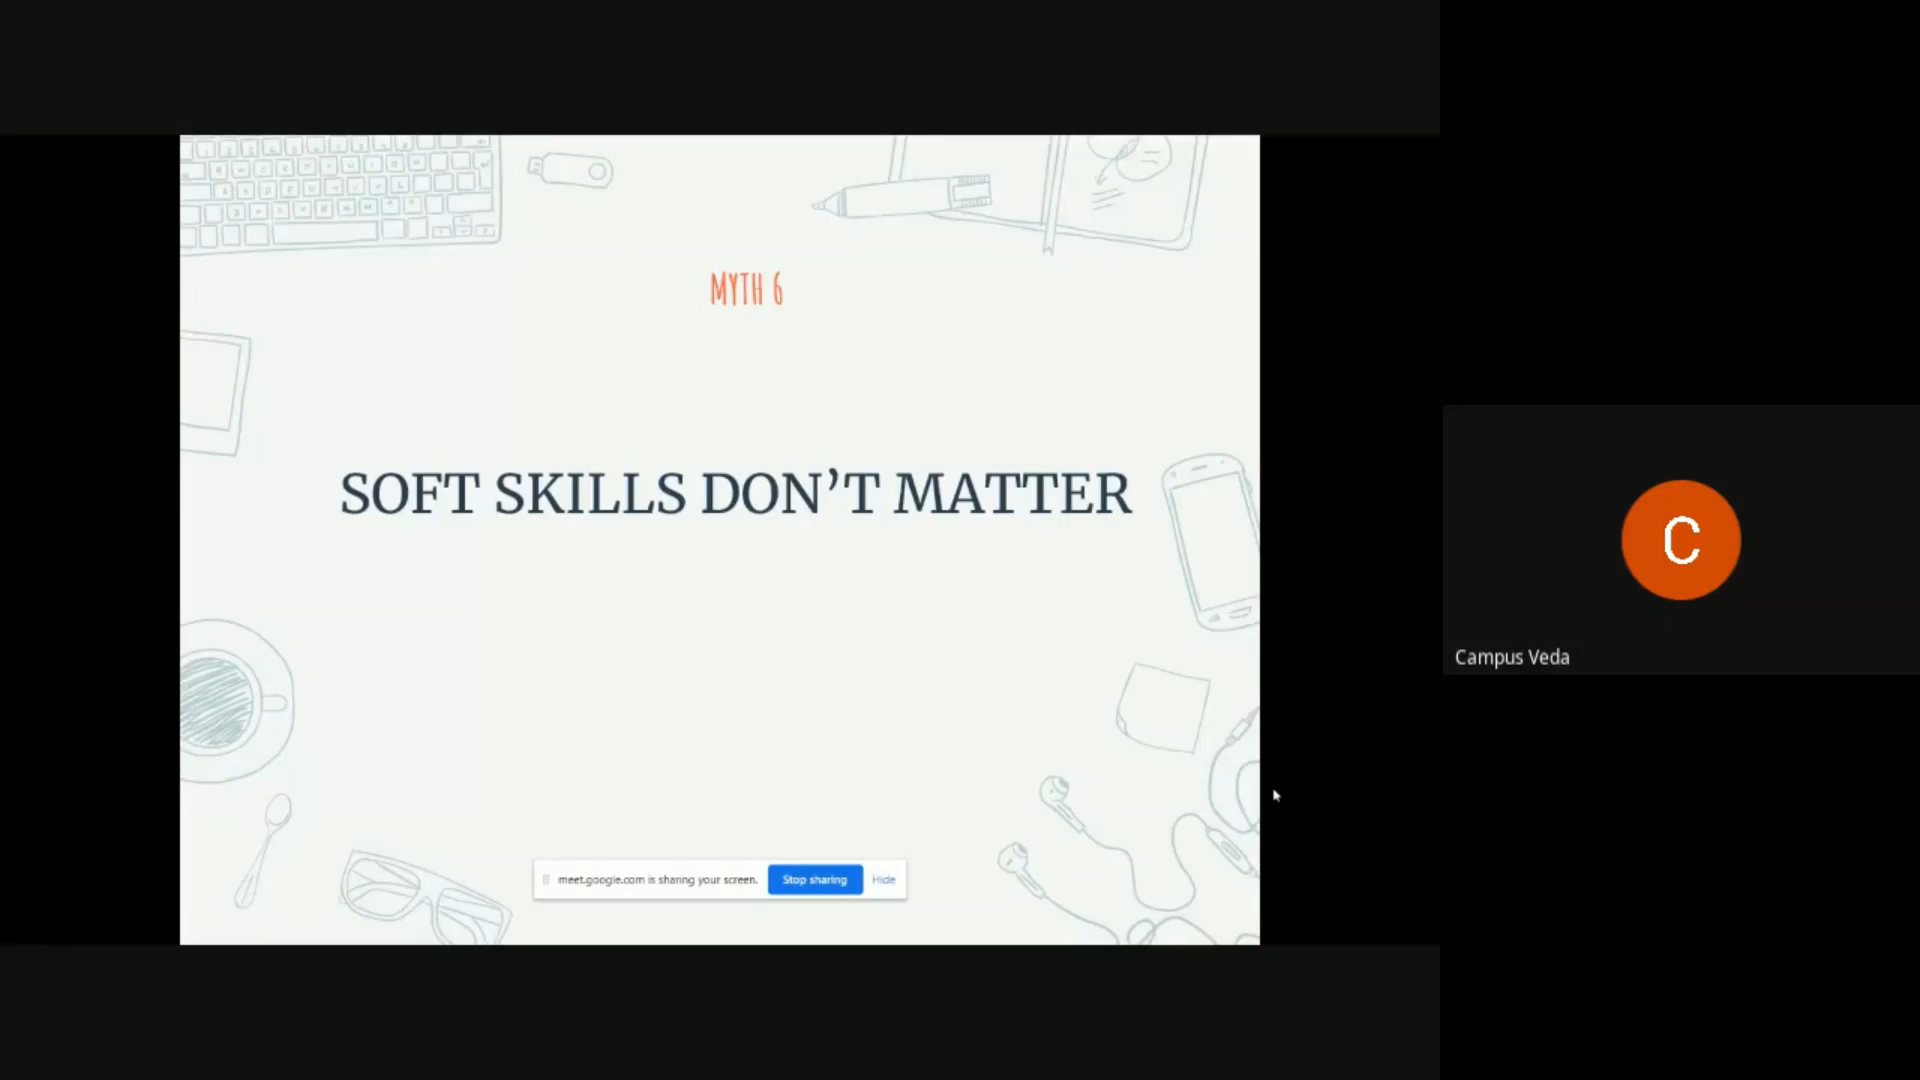 MYTH 6
SOFT SKILLS DON’T MATTER
meet.google.com is sharing your screen. Stop sharing Hide
C
Campus Veda